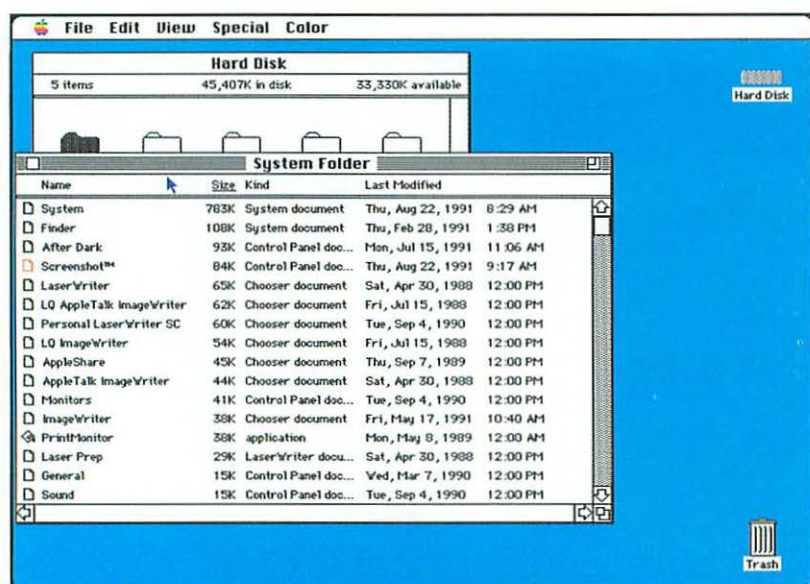 File Edit View Special Color
Hard Disk
5 items 45,407K in disk 33,330K available
Hard Disk
System Folder
Name Size Kind Last Modified
System 783K System document Thu, Aug 22, 1991 8:29 AM
Finder 108K System document Thu, Feb 28, 1991 1:38 PM
After Dark 93K Control Panel doc... Mon, Jul 15, 1991 11:06 AM
Screenshot™ 84K Control Panel doc... Thu, Aug 22, 1991 9:17 AM
LaserWriter 65K Chooser document Sat, Apr 30, 1988 12:00 PM
LQ AppleTalk ImageWriter 62K Chooser document Fri, Jul 15, 1988 12:00 PM
Personal LaserWriter SC 60K Chooser document Tue, Sep 4, 1990 12:00 PM
LQ ImageWriter 54K Chooser document Fri, Jul 15, 1988 12:00 PM
AppleShare 45K Chooser document Thu, Sep 7, 1989 12:00 PM
AppleTalk ImageWriter 44K Chooser document Sat, Apr 30, 1988 12:00 PM
Monitors 41K Control Panel doc... Tue, Sep 4, 1990 12:00 PM
ImageWriter 38K Chooser document Fri, May 17, 1991 10:40 AM
PrintMonitor 38K application Mon, May 8, 1989 12:00 AM
Laser Prep 29K LaserWriter docu... Sat, Apr 30, 1988 12:00 PM
General 15K Control Panel doc... Wed, Mar 7, 1990 12:00 PM
Sound 15K Control Panel doc... Tue, Sep 4, 1990 12:00 PM
Trash